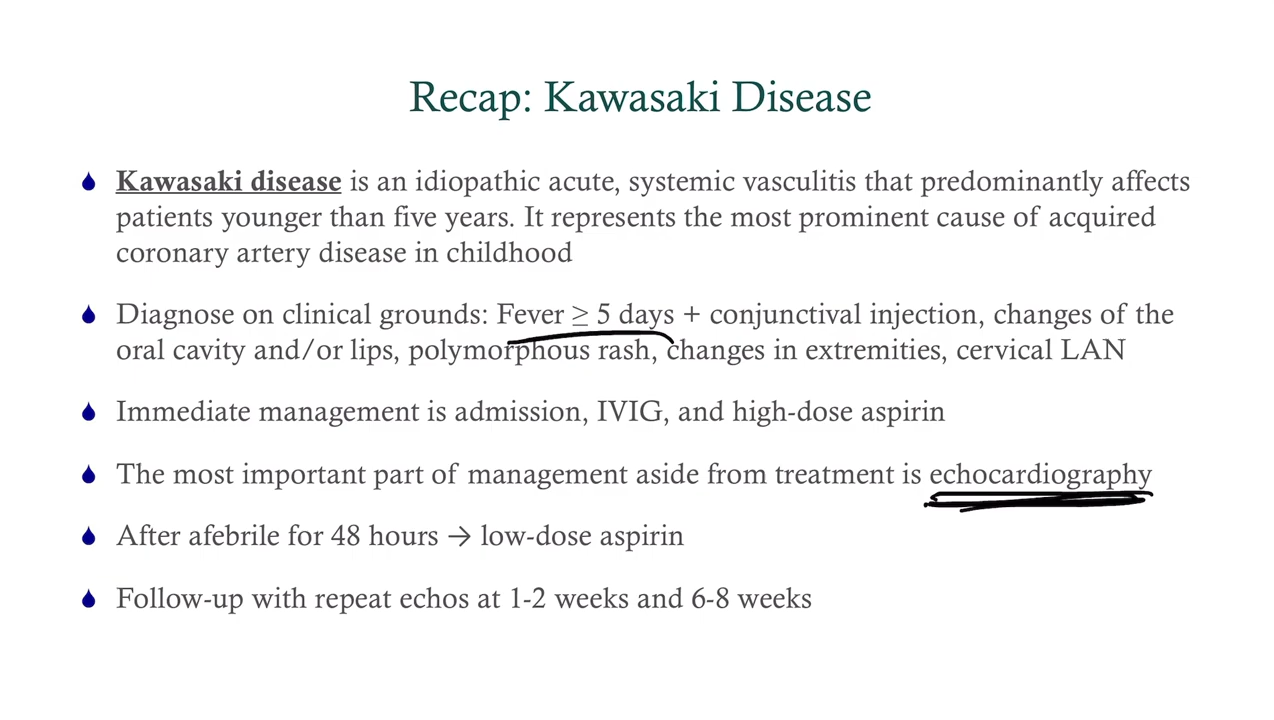 Recap: Kawasaki Disease
Kawasaki disease is an idiopathic acute, systemic vasculitis that predominantly affects
patients younger than five years. It represents the most prominent cause of acquired
coronary artery disease in childhood
Diagnose on clinical grounds: Fever ≥ 5 days + conjunctival injection, changes of the
oral cavity and/or lips, polymorphous rash, changes in extremities, cervical LAN
Immediate management is admission, IVIG, and high-dose aspirin
The most important part of management aside from treatment is echocardiography
After afebrile for 48 hours → low-dose aspirin
Follow-up with repeat echos at 1-2 weeks and 6-8 weeks